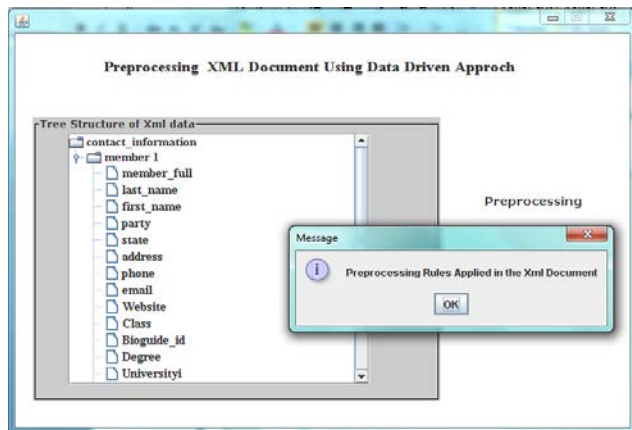 Preprocessing XML Document Using Data Driven Approch
Tree Structure of Xml data
contact_information
member 1
member_full
last_name
first_name
party
state
address
phone
email
Website
Class
Bioguide_id
Degree
Universityi
Preprocessing
Message
Preprocessing Rules Applied in the Xml Document
OK